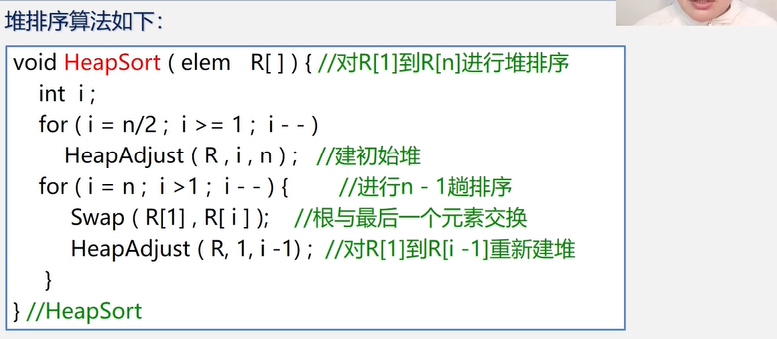 堆排序算法如下：
void HeapSort ( elem R[ ] ) { //对R[1]到R[n]进行堆排序
int i ;
for ( i = n/2 ; i >= 1 ; i - - )
HeapAdjust ( R , i , n ) ; //建初始堆
for ( i = n ; i >1 ; i - - ) { //进行n - 1趟排序
Swap ( R[1] , R[ i ] ); //根与最后一个元素交换
HeapAdjust ( R, 1, i -1) ; //对R[1]到R[i -1]重新建堆
}
} //HeapSort